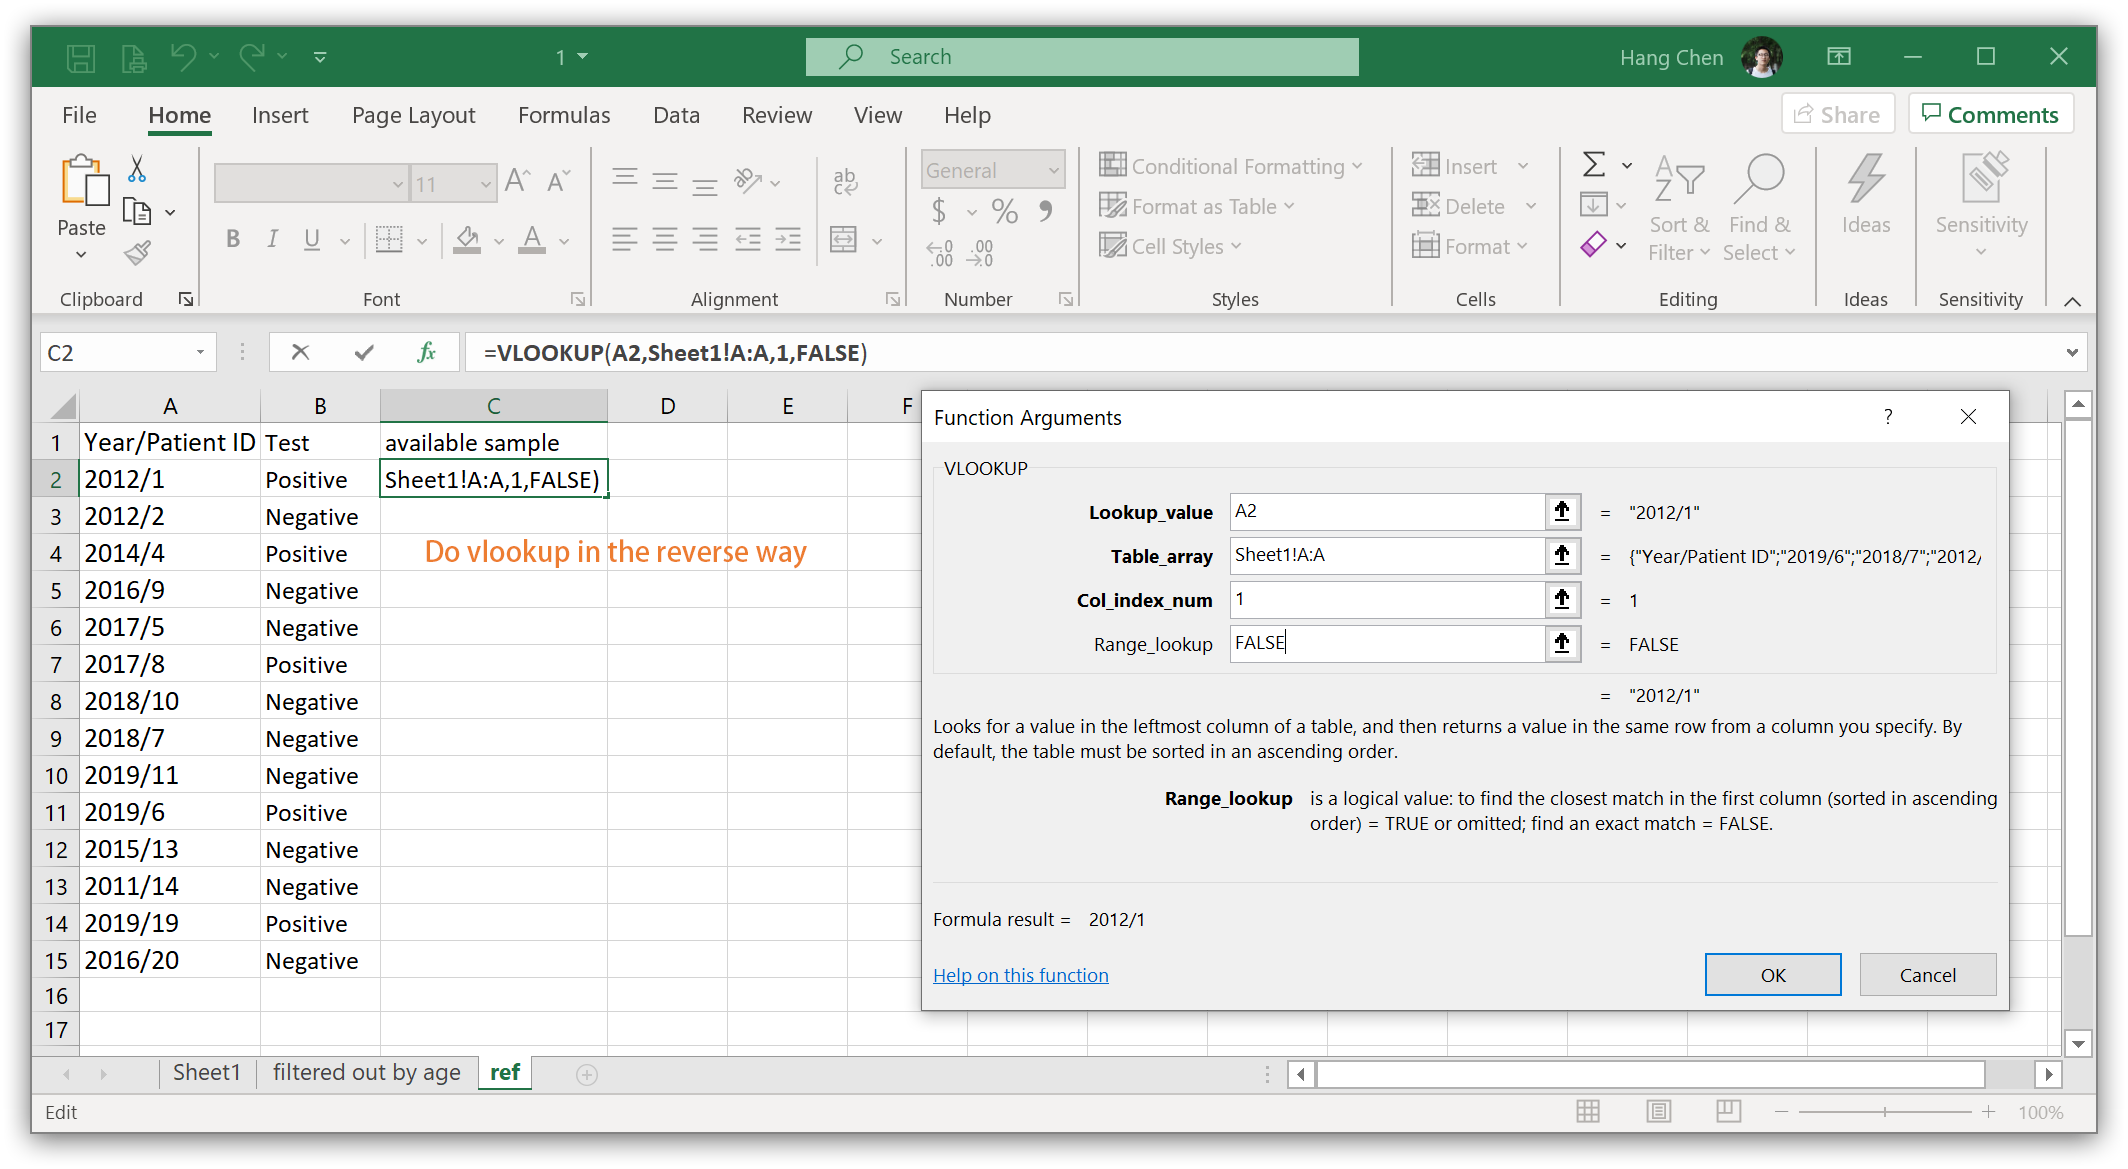 1
Search
Hang Chen
File Home Insert Page Layout Formulas Data Review View Help
Share
Comments
Paste
Clipboard
11
B I U
A
Font
ab
c
Alignment
General
$ % ,
Number
Conditional Formatting
Format as Table
Cell Styles
Styles
Insert
Delete
Format
Cells
Σ
Sort & Filter
Find & Select
Editing
Ideas
Ideas
Sensitivity
Sensitivity
C2
fx
=VLOOKUP(A2,Sheet1!A:A,1,FALSE)
A B C D E F
1 Year/Patient ID Test available sample
2 2012/1 Positive Sheet1!A:A,1,FALSE)
3 2012/2 Negative
4 2014/4 Positive
Do vlookup in the reverse way
5 2016/9 Negative
6 2017/5 Negative
7 2017/8 Positive
8 2018/10 Negative
9 2018/7 Negative
10 2019/11 Negative
11 2019/6 Positive
12 2015/13 Negative
13 2011/14 Negative
14 2019/19 Positive
15 2016/20 Negative
16
17
Function Arguments
?
VLOOKUP
Lookup_value A2 = "2012/1"
Table_array Sheet1!A:A = {"Year/Patient ID";"2019/6";"2018/7";"2012/
Col_index_num 1 = 1
Range_lookup FALSE = FALSE
= "2012/1"
Looks for a value in the leftmost column of a table, and then returns a value in the same row from a column you specify. By
default, the table must be sorted in an ascending order.
Range_lookup is a logical value: to find the closest match in the first column (sorted in ascending
order) = TRUE or omitted; find an exact match = FALSE.
Formula result = 2012/1
Help on this function
OK Cancel
Sheet1 filtered out by age ref
Edit
100%